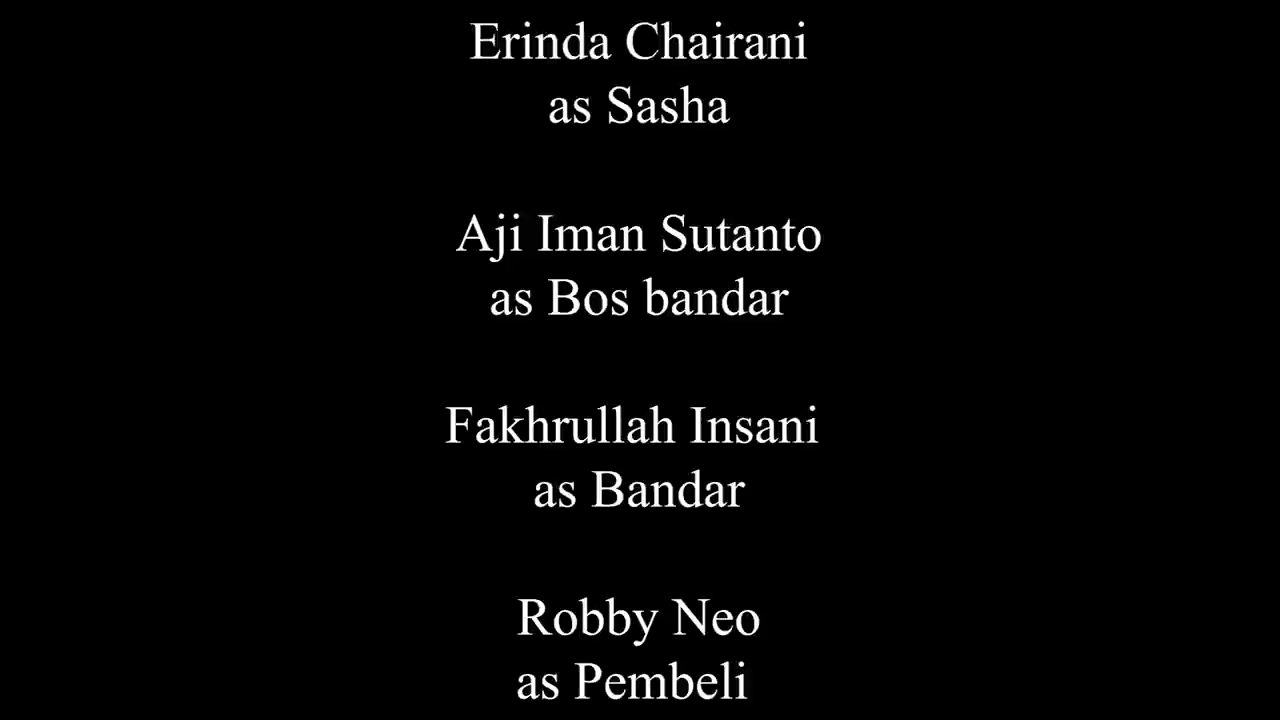 Erinda Chairani
as Sasha
Aji Iman Sutanto
as Bos bandar
Fakhrullah Insani
as Bandar
Robby Neo
as Pembeli